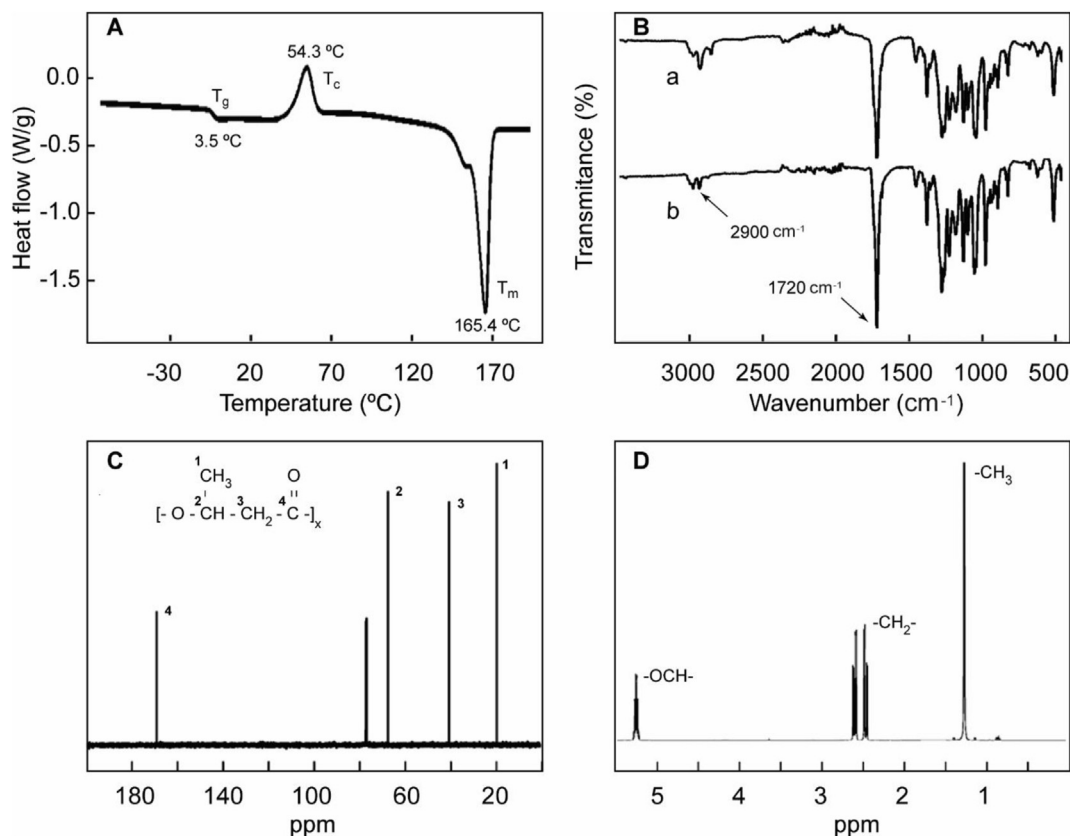 A
54.3 ºC
T_c
T_g
3.5 ºC
T_m
165.4 ºC
0.0
-0.5
-1.0
-1.5
Heat flow (W/g)
-30 20 70 120 170
Temperature (ºC)
B
a
b
2900 cm⁻¹
1720 cm⁻¹
Transmitance (%)
3000 2500 2000 1500 1000 500
Wavenumber (cm⁻¹)
C
1
CH₃ O
2 3 4
[- O - CH - CH₂ - C -]ₓ
1
2
3
4
180 140 100 60 20
ppm
D
-CH₃
-CH₂-
-OCH-
5 4 3 2 1
ppm